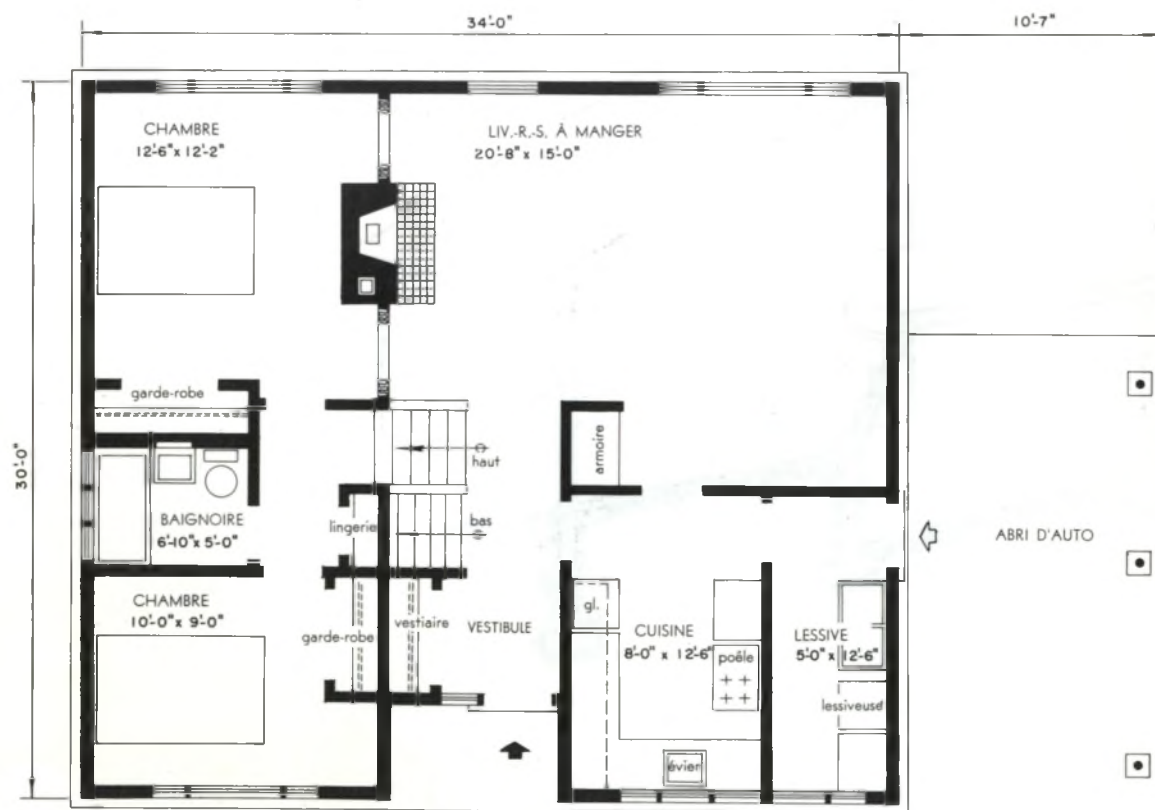 34'-0"
10'-7"
CHAMBRE
12'-6" x 12'-2"
LIV.-R.-S. À MANGER
20'-8" x 15'-0"
30'-0"
garde-robe
haut
armoire
BAIGNOIRE
6'-10" x 5'-0"
lingerie
bas
ABRI D'AUTO
CHAMBRE
10'-0" x 9'-0"
garde-robe
vestiaire
VESTIBULE
gl.
CUISINE
8'-0" x 12'-6"
poêle
LESSIVE
5'-0" x 12'-6"
lessiveuse
évier